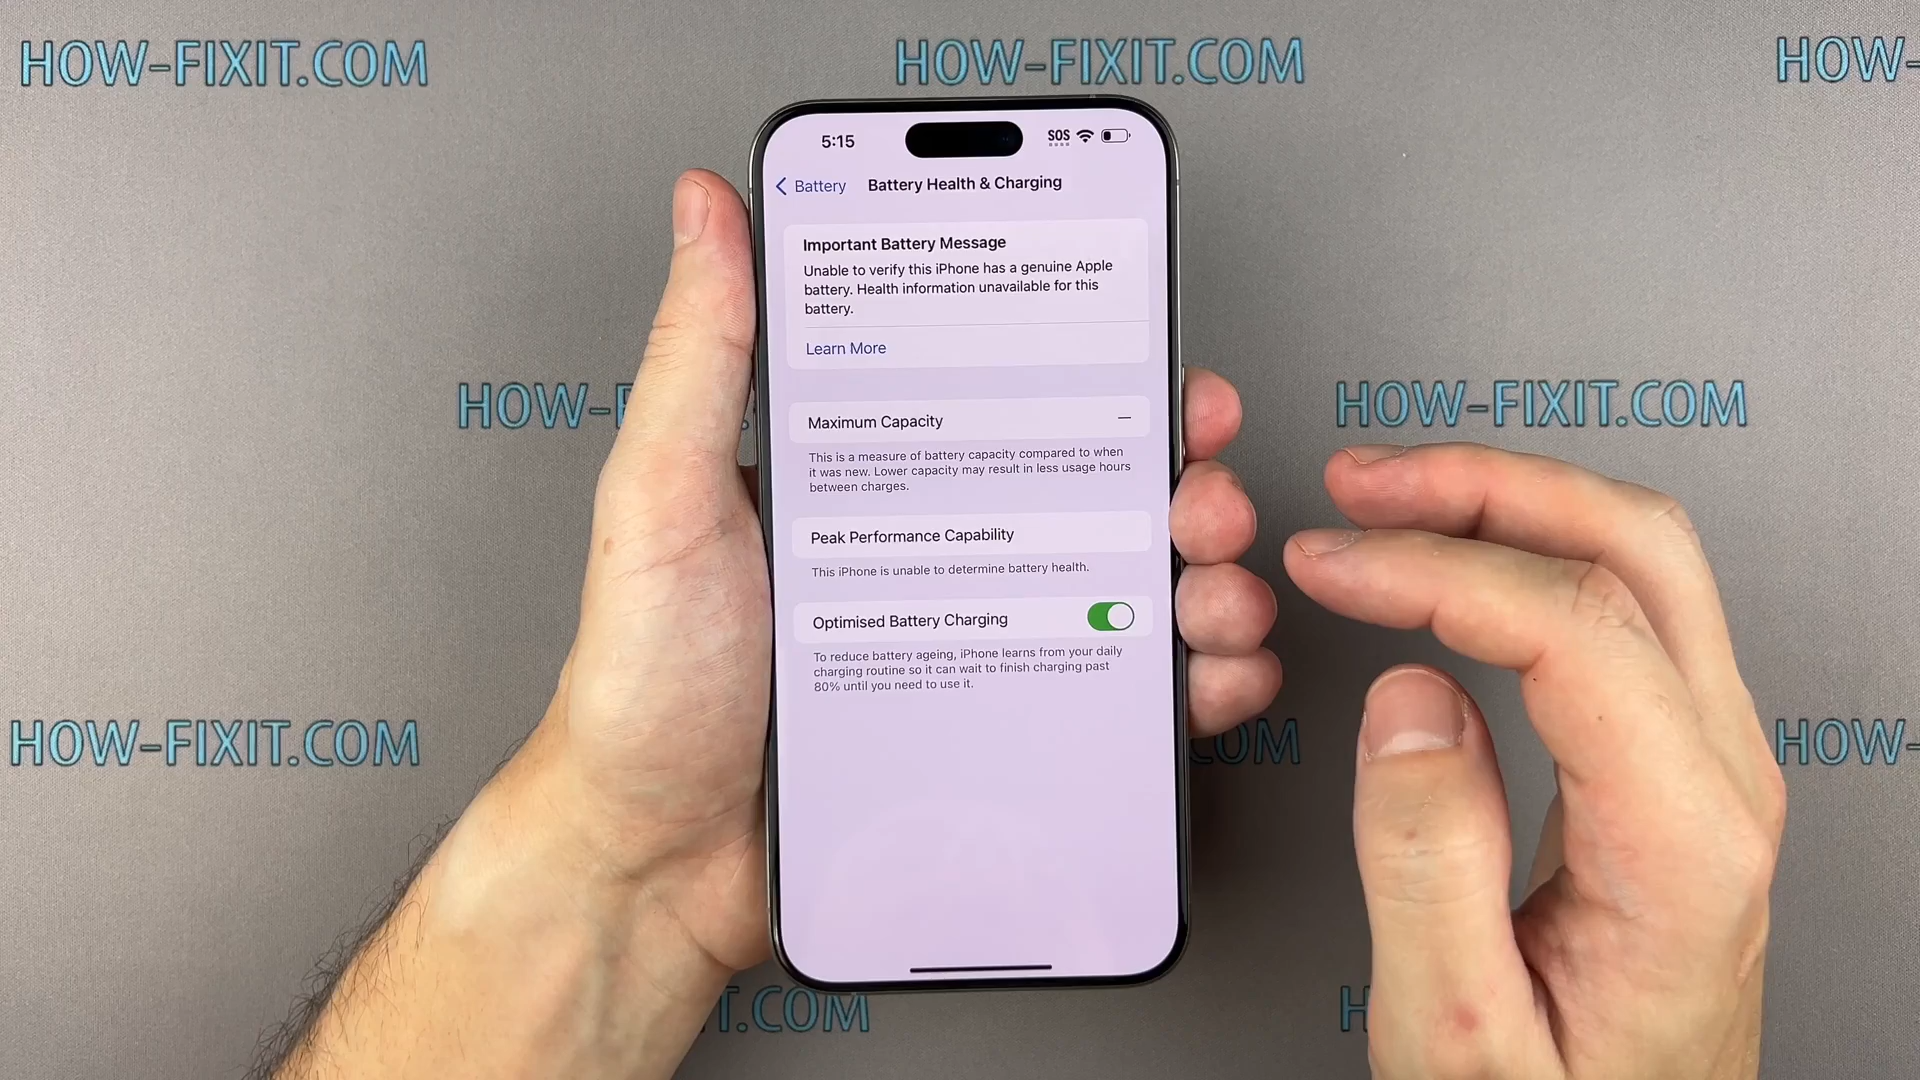 HOW-FIXIT.COM
HOW-FIXIT.COM
HOW-
5:15
SOS
Battery
Battery Health & Charging
Important Battery Message
Unable to verify this iPhone has a genuine Apple
battery. Health information unavailable for this
battery.
Learn More
HOW-F
HOW-FIXIT.COM
Maximum Capacity
—
This is a measure of battery capacity compared to when
it was new. Lower capacity may result in less usage hours
between charges.
Peak Performance Capability
This iPhone is unable to determine battery health.
Optimised Battery Charging
To reduce battery ageing, iPhone learns from your daily
charging routine so it can wait to finish charging past
80% until you need to use it.
HOW-FIXIT.COM
COM
HOW-
T.COM
H